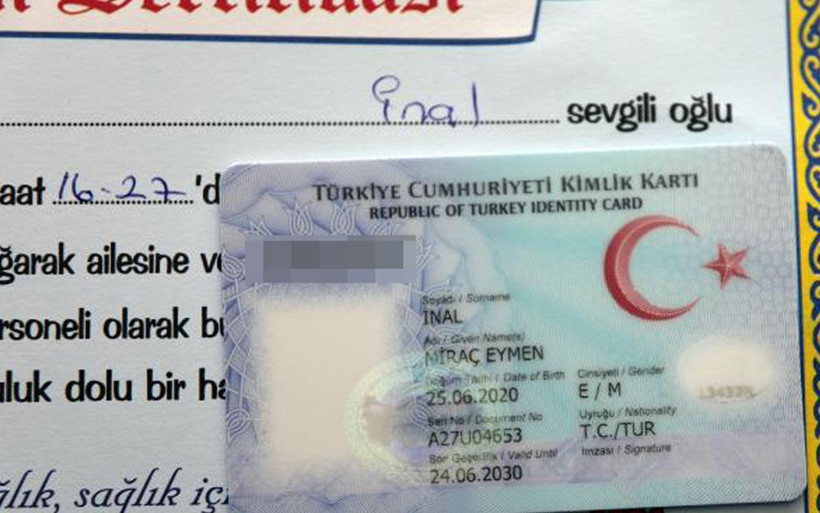 İnal sevgili oğlu
aat 16-27 'd
ğarak ailesine ve
rsoneli olarak bu
uluk dolu bir ha
ğlık, sağlık içi
TÜRKİYE CUMHURİYETİ KİMLİK KARTI
REPUBLIC OF TURKEY IDENTITY CARD
Soyadı / Surname
İNAL
Adı / Given Name(s)
MİRAÇ EYMEN
Doğum Tarihi / Date of Birth Cinsiyeti / Gender
25.06.2020 E / M
Seri No / Document No Uyruğu / Nationality
A27U04653 T.C./TUR
Son Geçerlilik / Valid Until İmzası / Signature
24.06.2030